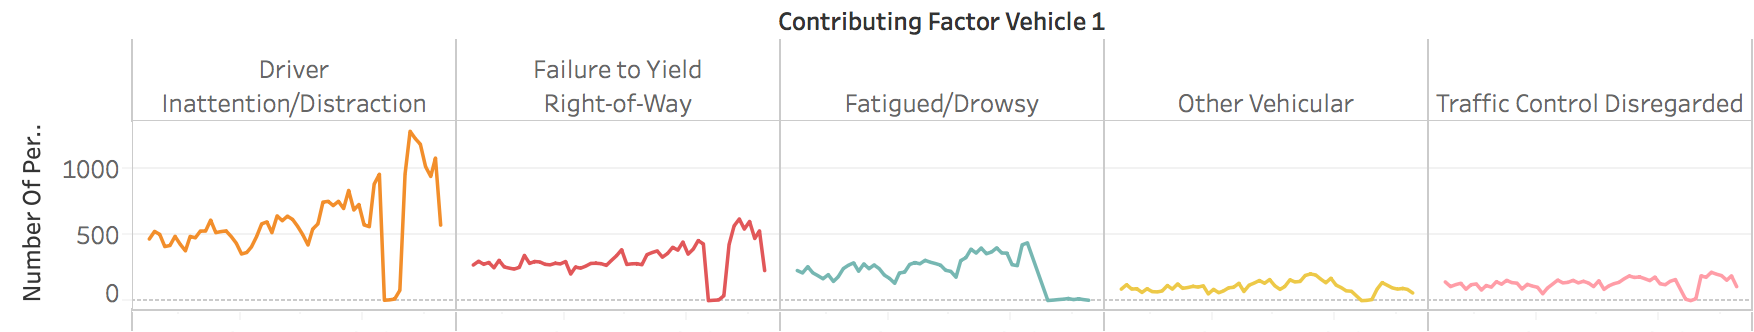 Contributing Factor Vehicle 1
Driver
Inattention/Distraction
Failure to Yield
Right-of-Way
Fatigued/Drowsy
Other Vehicular
Traffic Control Disregarded
Number Of Per..
1000
500
0